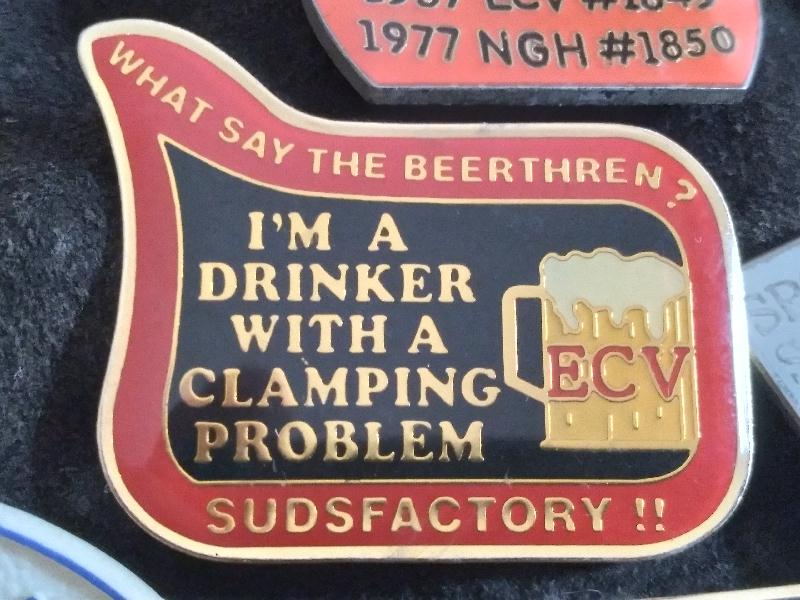 1977 NGH #1850
WHAT SAY THE BEERTHREN?
I'M A
DRINKER
WITH A
CLAMPING
PROBLEM
ECV
SUDSFACTORY !!